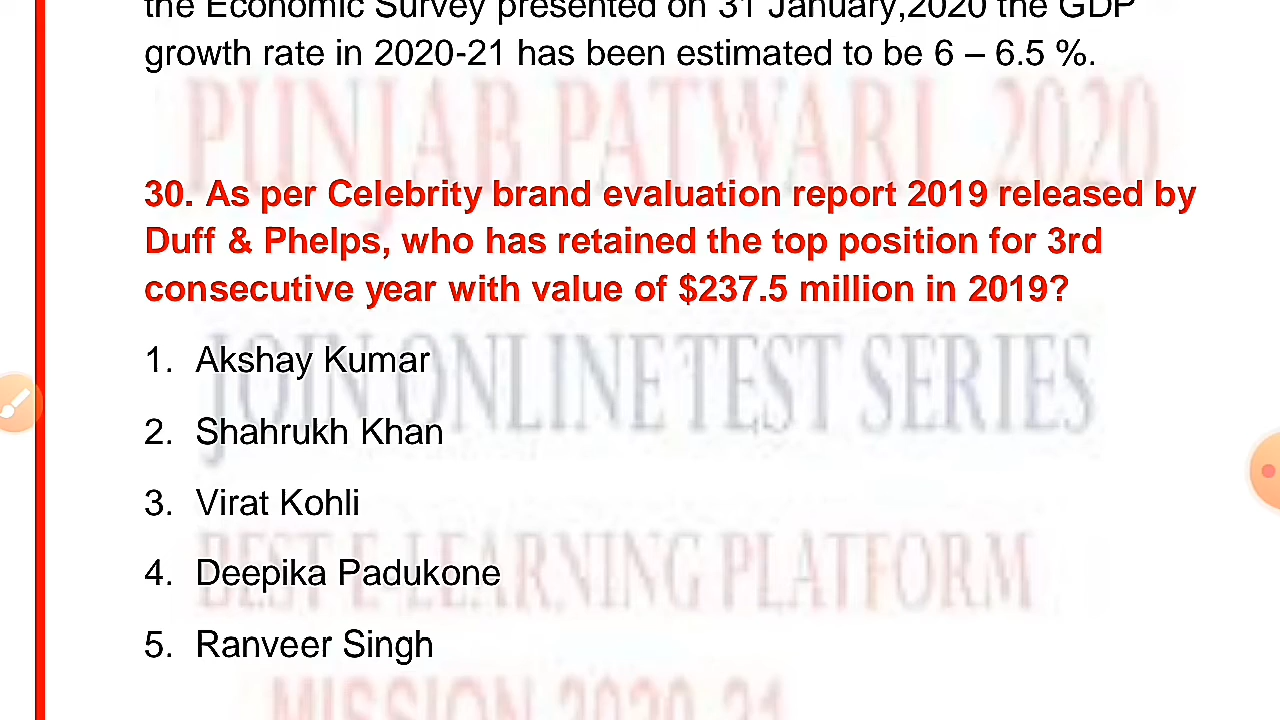 the Economic Survey presented on 31 January,2020 the GDP
growth rate in 2020-21 has been estimated to be 6 – 6.5 %.
PUNJAB PATWARI 2020
30. As per Celebrity brand evaluation report 2019 released by
Duff & Phelps, who has retained the top position for 3rd
consecutive year with value of $237.5 million in 2019?
1. Akshay Kumar
JOIN ONLINE TEST SERIES
2. Shahrukh Khan
3. Virat Kohli
BEST E-LEARNING PLATFORM
4. Deepika Padukone
5. Ranveer Singh
MISSION 2020-21